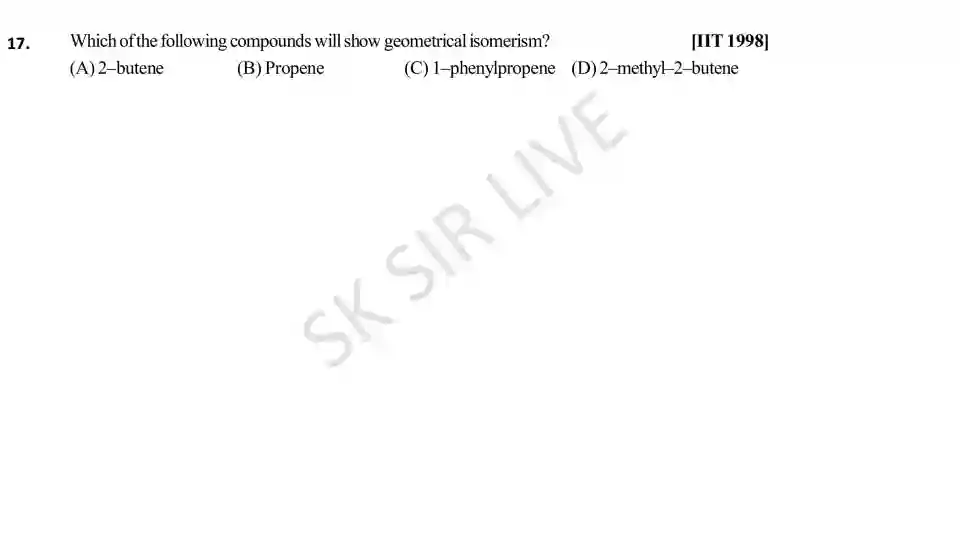 17. Which of the following compounds will show geometrical isomerism? [IIT 1998]
(A) 2–butene (B) Propene (C) 1–phenylpropene (D) 2–methyl–2–butene
SK SIR LIVE